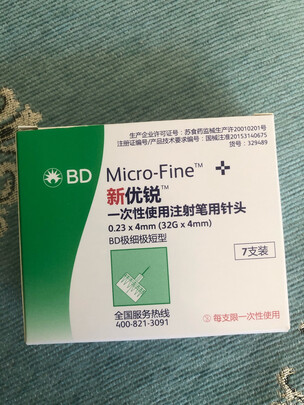 生产企业许可证号：苏食药监械生产许20010201号
注册证编号/产品技术要求编号：国械注准20153140675
货号：329489
BD Micro-Fine™
新优锐™
一次性使用注射笔用针头
0.23 x 4mm (32G x 4mm)
BD极细极短型
7支装
全国服务热线
400-821-3091
② 每支限一次性使用